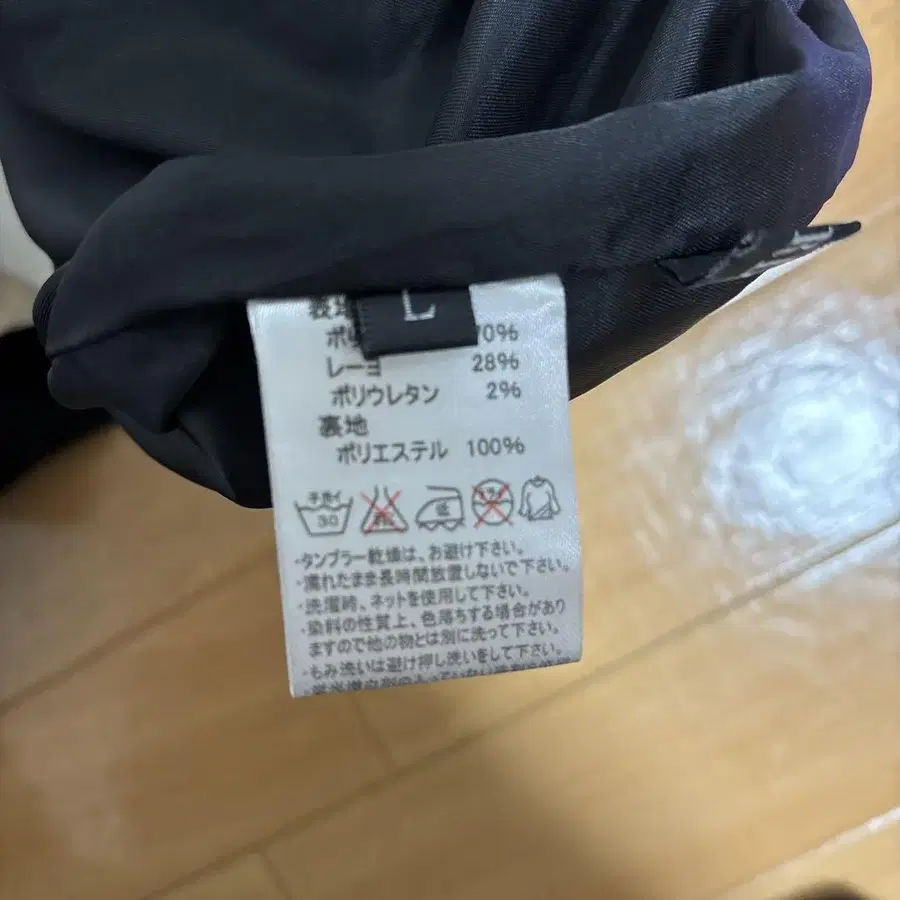 L
表地
ポリ 70%
レーヨ 28%
ポリウレタン 2%
裏地
ポリエステル 100%
手洗イ
30
低
・タンブラー乾燥は、お避け下さい。
・濡れたまま長時間放置しないで下さい。
・洗濯時、ネットを使用して下さい。
・染料の性質上、色落ちする場合があり
ますので他の物とは別に洗って下さい。
・もみ洗いは避け押し洗いをして下さい。